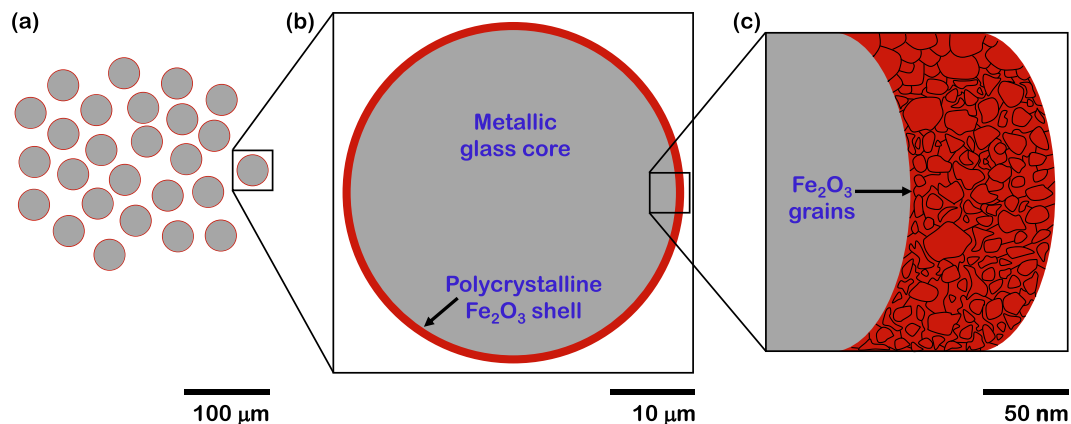 (a)
(b)
(c)
Metallic
glass core
Polycrystalline
Fe₂O₃ shell
Fe₂O₃
grains
100 μm
10 μm
50 nm